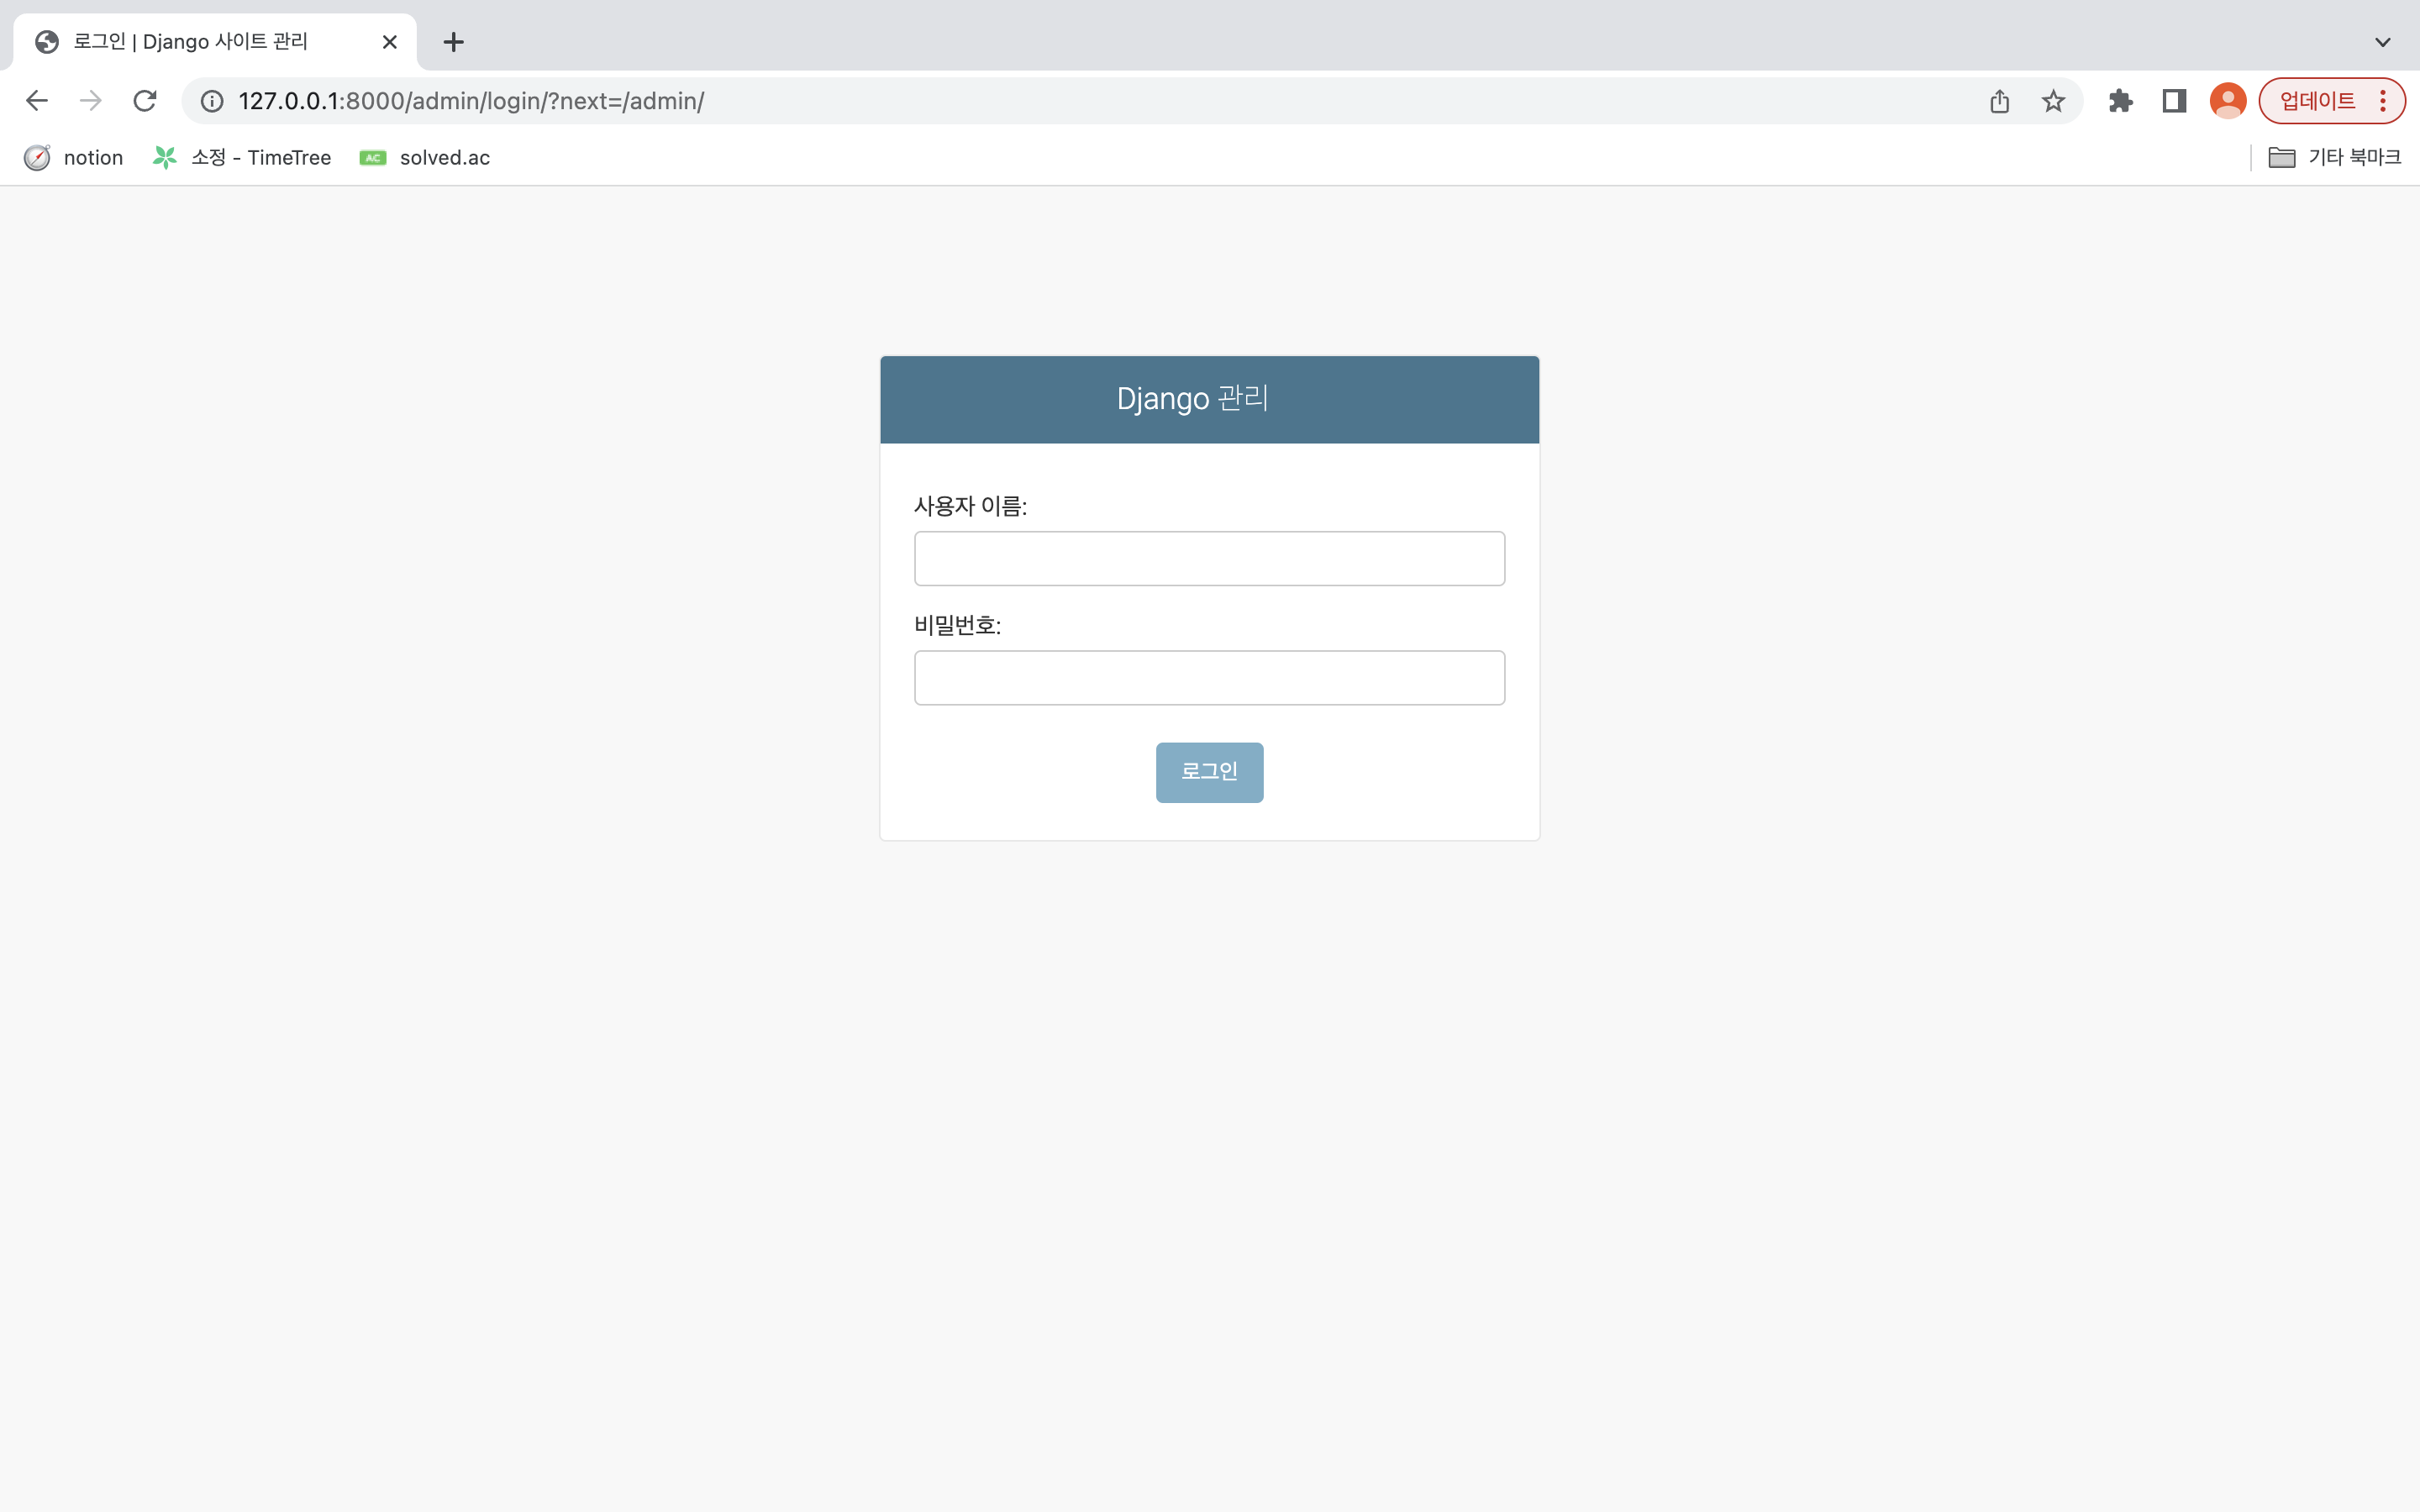 로그인 | Django 사이트 관리
127.0.0.1:8000/admin/login/?next=/admin/
업데이트
notion
소정 - TimeTree
AC
solved.ac
기타 북마크
Django 관리
사용자 이름:
비밀번호:
로그인